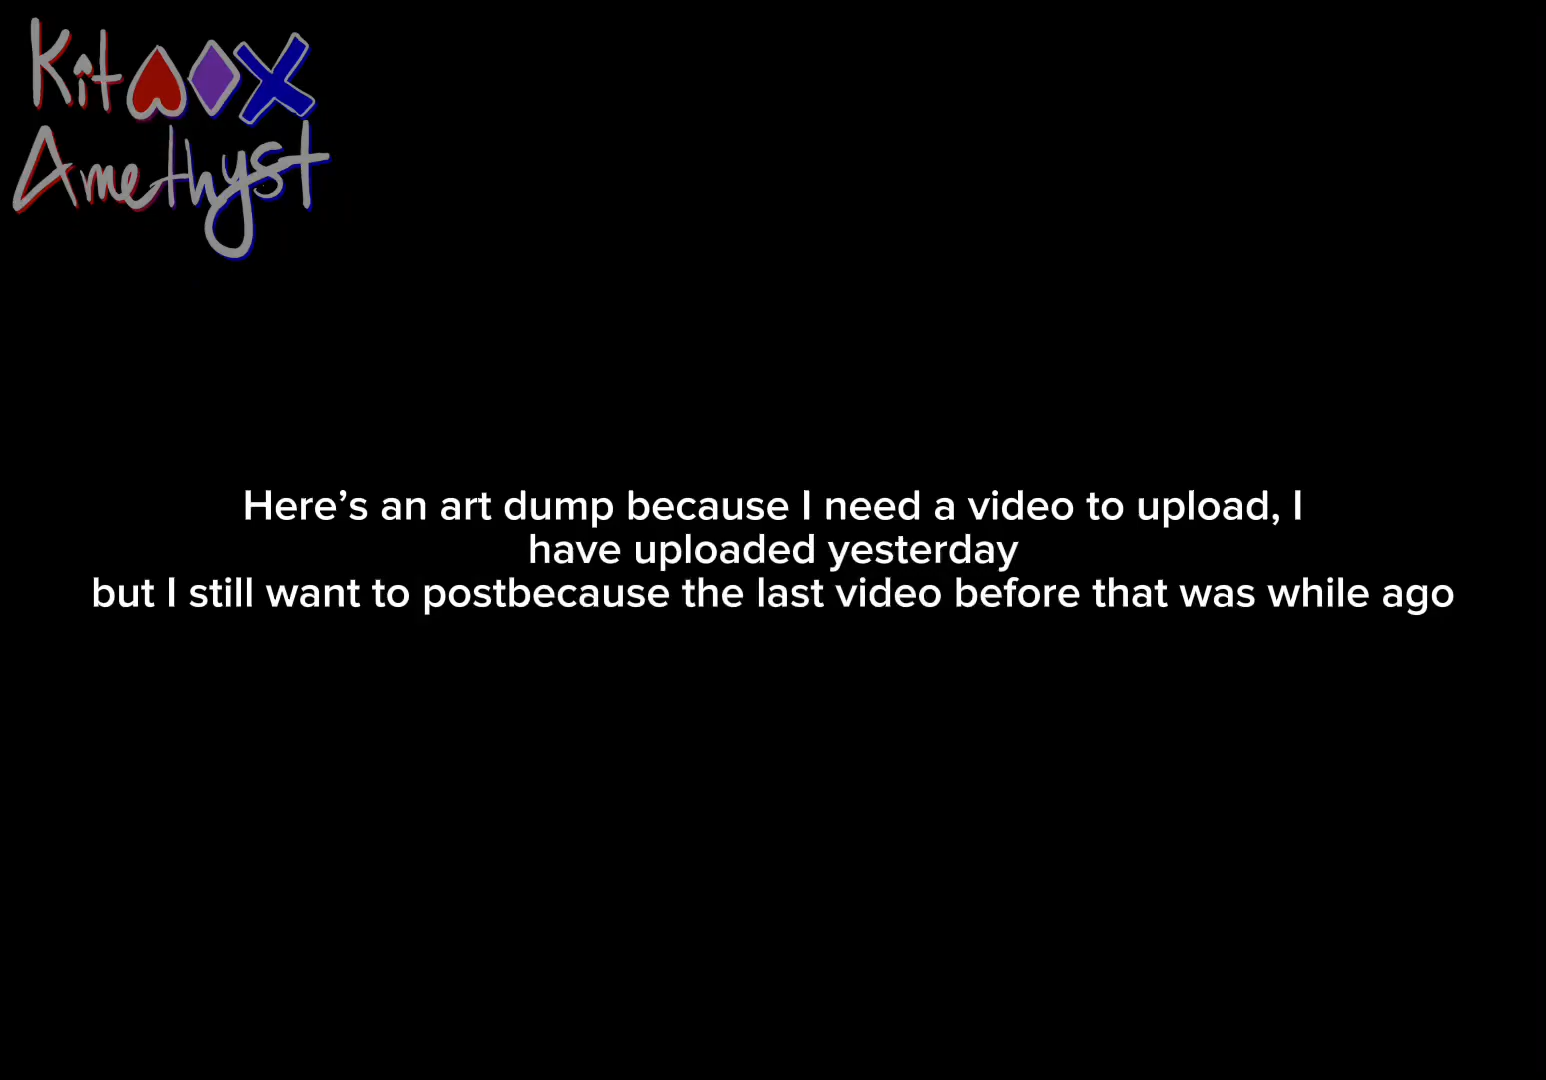 Kit
Amethyst
Here’s an art dump because I need a video to upload, I
have uploaded yesterday
but I still want to postbecause the last video before that was while ago